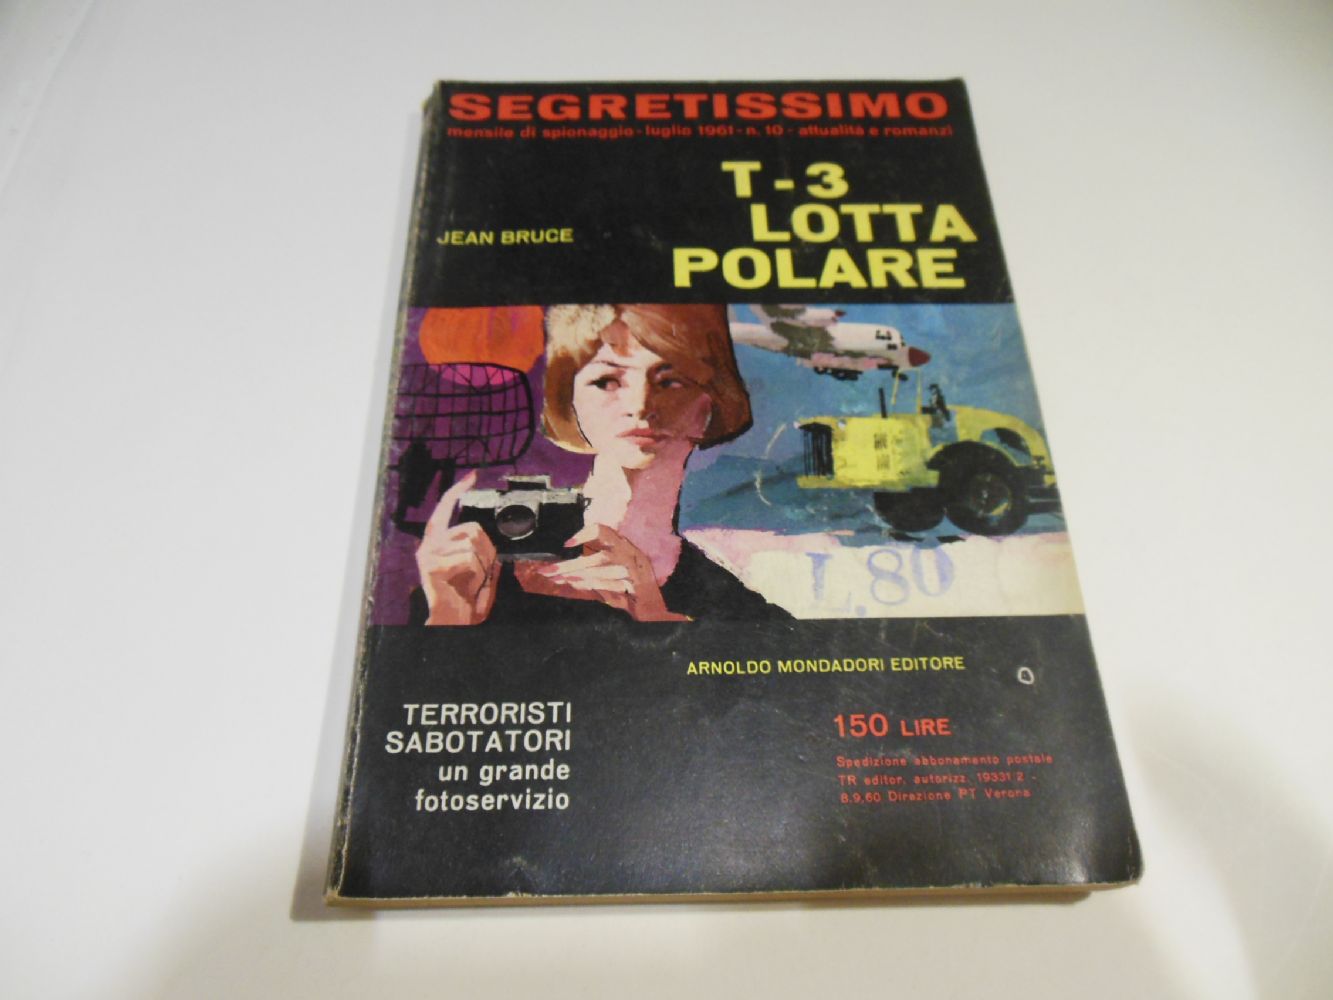 SEGRETISSIMO
mensile di spionaggio - luglio 1961 - n. 10 - attualità e romanzi
T - 3
LOTTA
POLARE
JEAN BRUCE
L.80
ARNOLDO MONDADORI EDITORE
TERRORISTI
SABOTATORI
un grande
fotoservizio
150 LIRE
Spedizione abbonamento postale
TR editor. autorizz. 19331/2 -
8.9.60 Direzione PT Verona